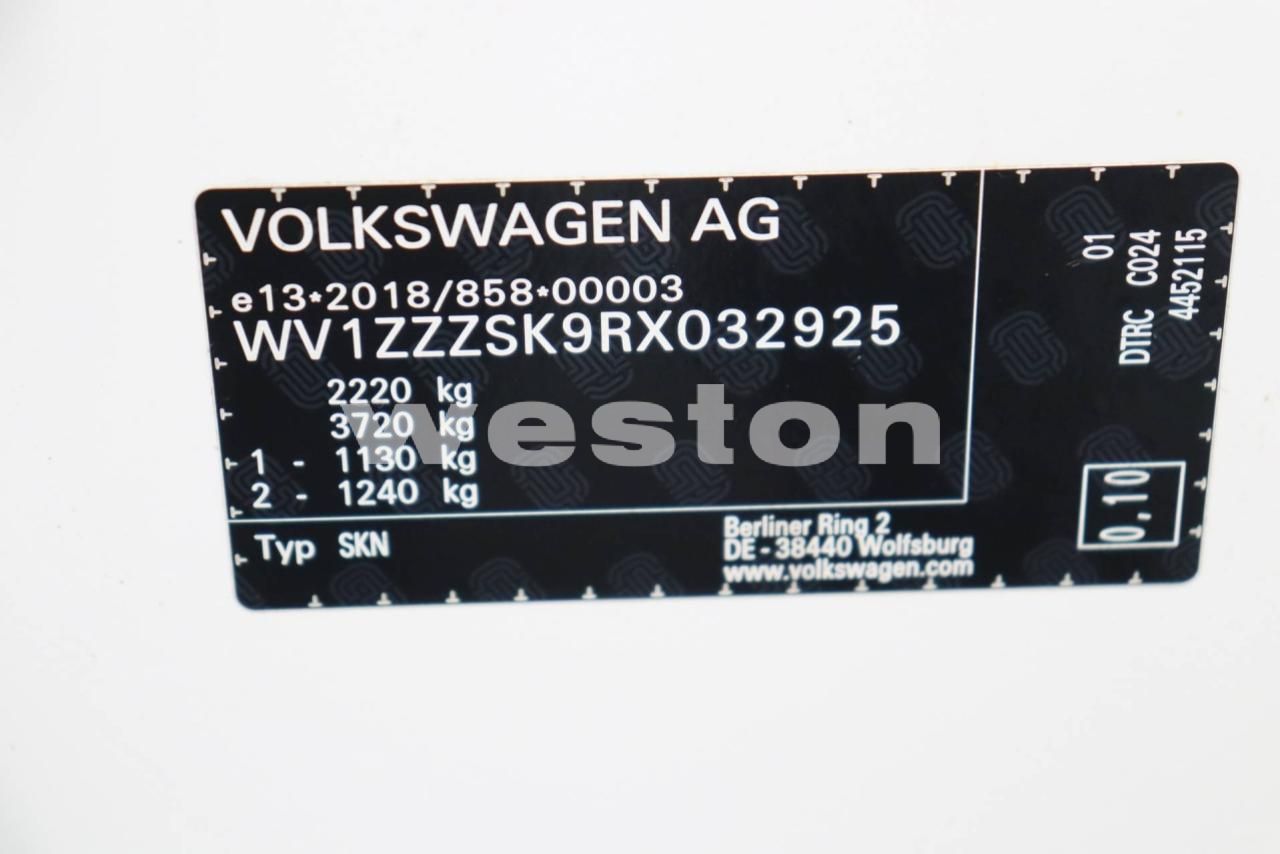 VOLKSWAGEN AG
e13*2018/858*00003
WV1ZZZSK9RX032925
2220 kg
3720 kg
1 - 1130 kg
2 - 1240 kg
weston
Typ SKN
Berliner Ring 2
DE - 38440 Wolfsburg
www.volkswagen.com
01
DTRC C024
4452115
0,10